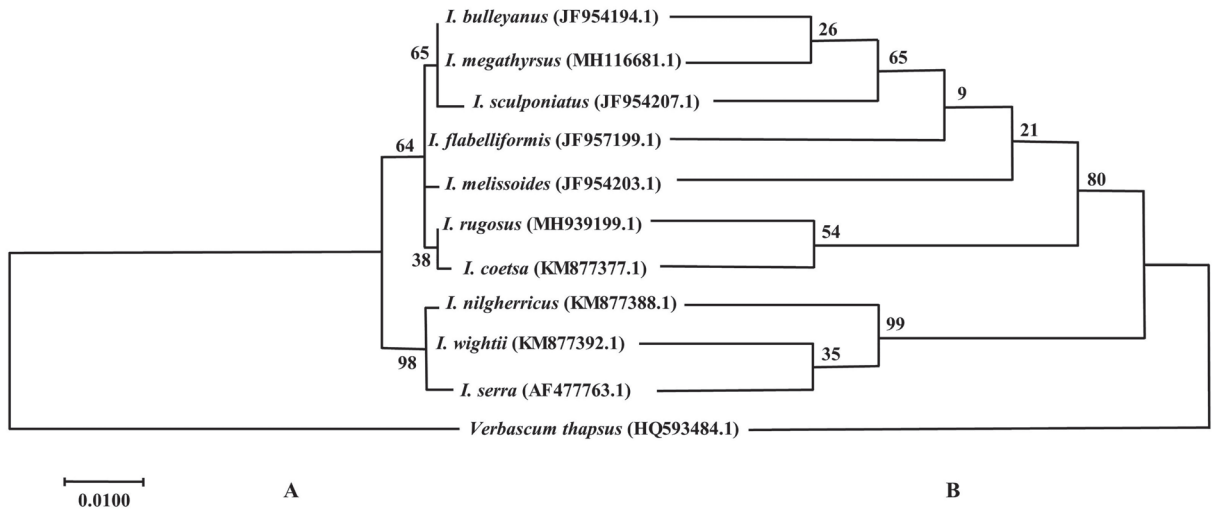 I. bulleyanus (JF954194.1)
26
65
I. megathyrsus (MH116681.1)
65
I. sculponiatus (JF954207.1)
9
64
I. flabelliformis (JF957199.1)
21
I. melissoides (JF954203.1)
80
I. rugosus (MH939199.1)
54
38
I. coetsa (KM877377.1)
I. nilgherricus (KM877388.1)
99
98
I. wightii (KM877392.1)
35
I. serra (AF477763.1)
Verbascum thapsus (HQ593484.1)
0.0100
A
B